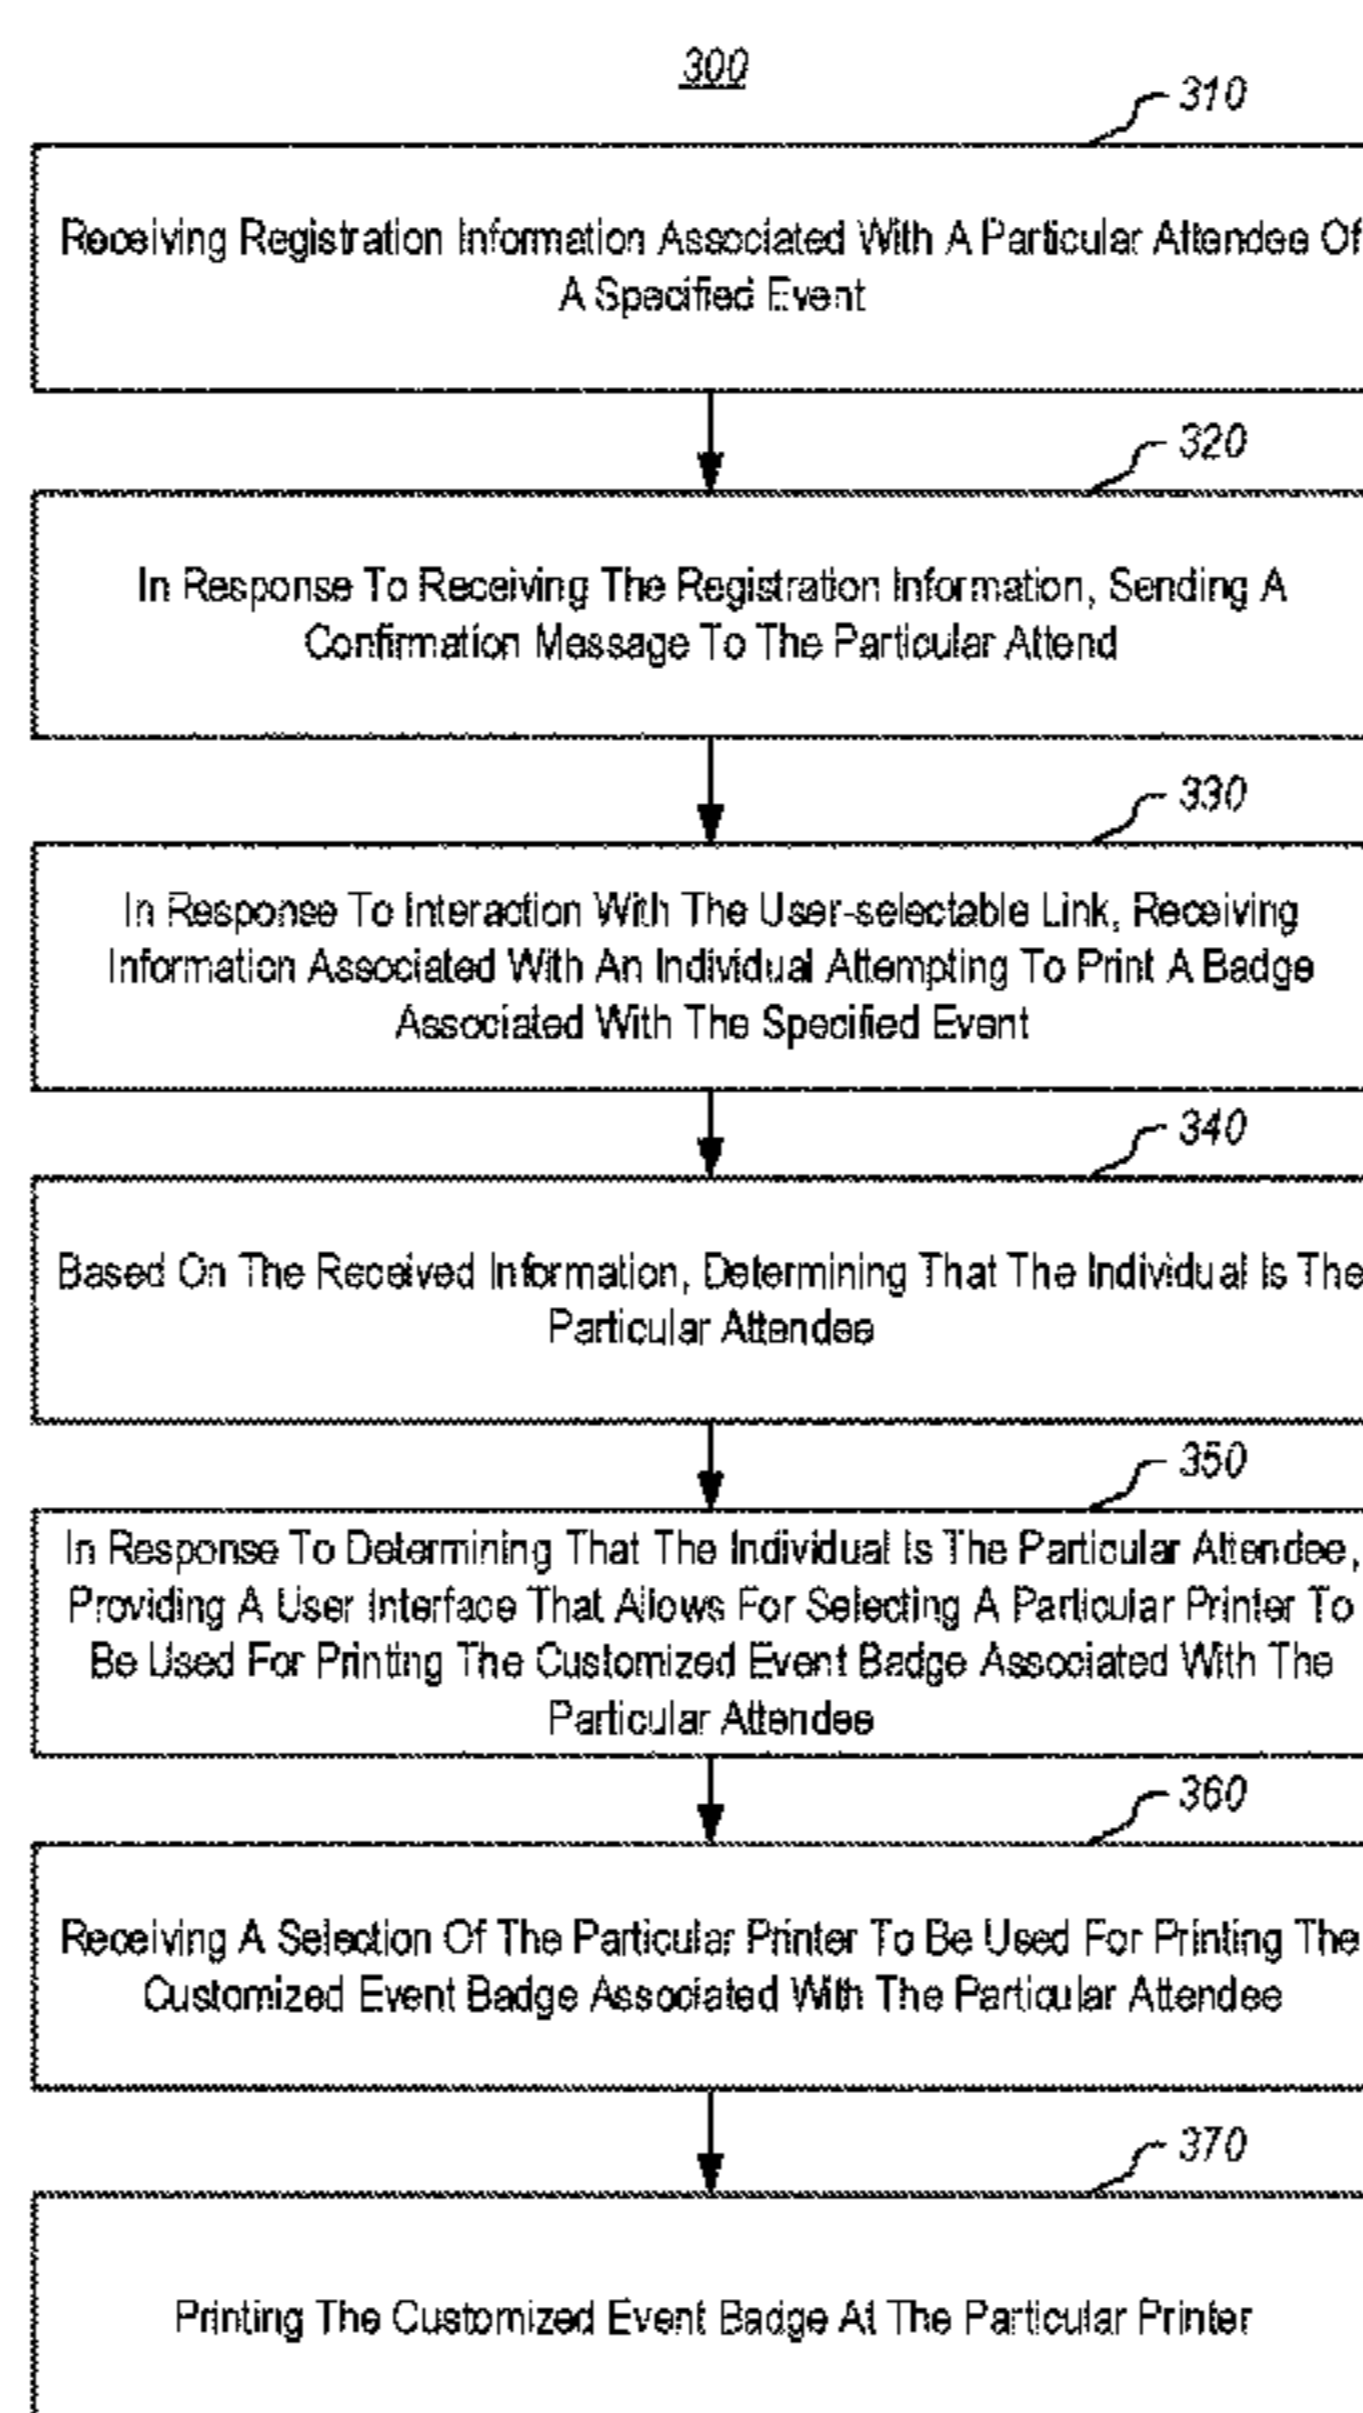 300
310
Receiving Registration Information Associated With A Particular Attendee Of
A Specified Event
320
In Response To Receiving The Registration Information, Sending A
Confirmation Message To The Particular Attend
330
In Response To Interaction With The User-selectable Link, Receiving
Information Associated With An Individual Attempting To Print A Badge
Associated With The Specified Event
340
Based On The Received Information, Determining That The Individual Is The
Particular Attendee
350
In Response To Determining That The Individual Is The Particular Attendee,
Providing A User Interface That Allows For Selecting A Particular Printer To
Be Used For Printing The Customized Event Badge Associated With The
Particular Attendee
360
Receiving A Selection Of The Particular Printer To Be Used For Printing The
Customized Event Badge Associated With The Particular Attendee
370
Printing The Customized Event Badge At The Particular Printer